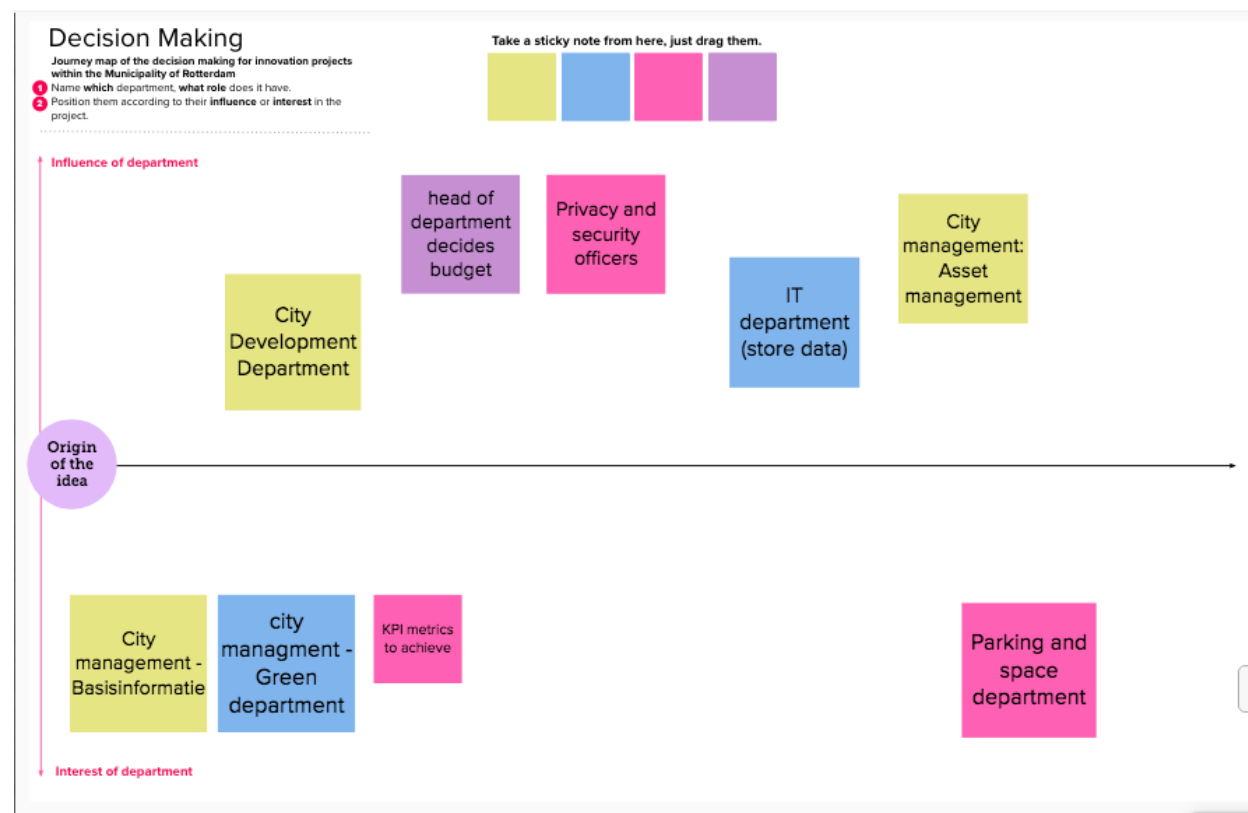 Decision Making
Journey map of the decision making for innovation projects
within the Municipality of Rotterdam
1 Name which department, what role does it have.
2 Position them according to their influence or interest in the
project.
Take a sticky note from here, just drag them.
Influence of department
head of
department
decides
budget
Privacy and
security
officers
City
management:
Asset
management
IT
department
(store data)
City
Development
Department
Origin
of the
idea
City
management -
Basisinformatie
city
managment -
Green
department
KPI metrics
to achieve
Parking and
space
department
Interest of department